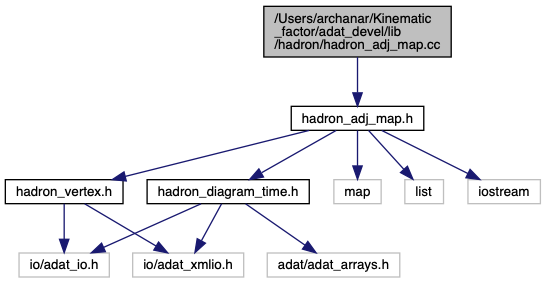 /Users/archanar/Kinematic
_factor/adat_devel/lib
/hadron/hadron_adj_map.cc
hadron_adj_map.h
hadron_vertex.h
hadron_diagram_time.h
map
list
iostream
io/adat_io.h
io/adat_xmlio.h
adat/adat_arrays.h